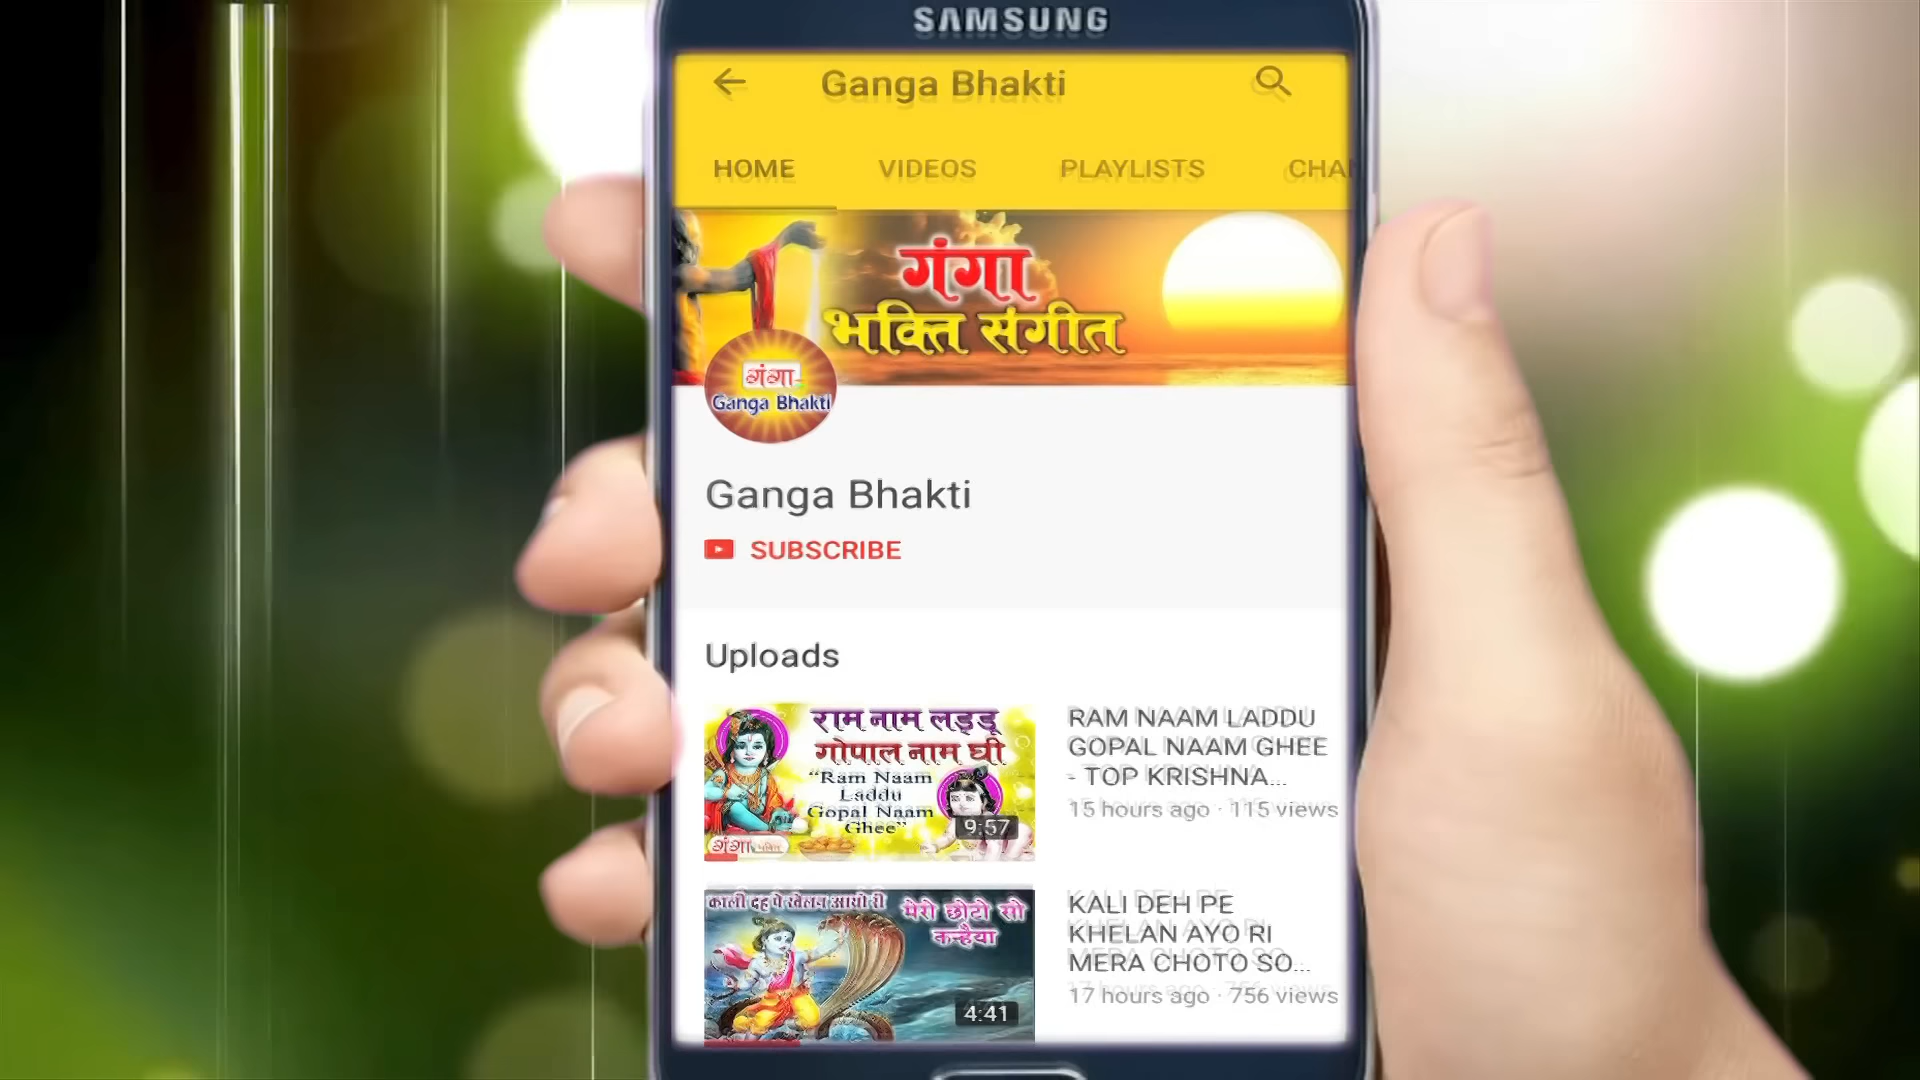 SAMSUNG
Ganga Bhakti
HOME VIDEOS PLAYLISTS CHAN
गंगा
भक्ति संगीत
गंगा
Ganga Bhakti
Ganga Bhakti
SUBSCRIBE
Uploads
राम नाम लड्डू
गोपाल नाम घी
"Ram Naam
Laddu
Gopal Naam
Ghee"
9:57
गंगा भक्ति
RAM NAAM LADDU
GOPAL NAAM GHEE
- TOP KRISHNA...
15 hours ago · 115 views
काली दह पे खेलन आयो री
मेरो छोटो सो
कन्हैया
4:41
KALI DEH PE
KHELAN AYO RI
MERA CHOTO SO...
17 hours ago · 756 views